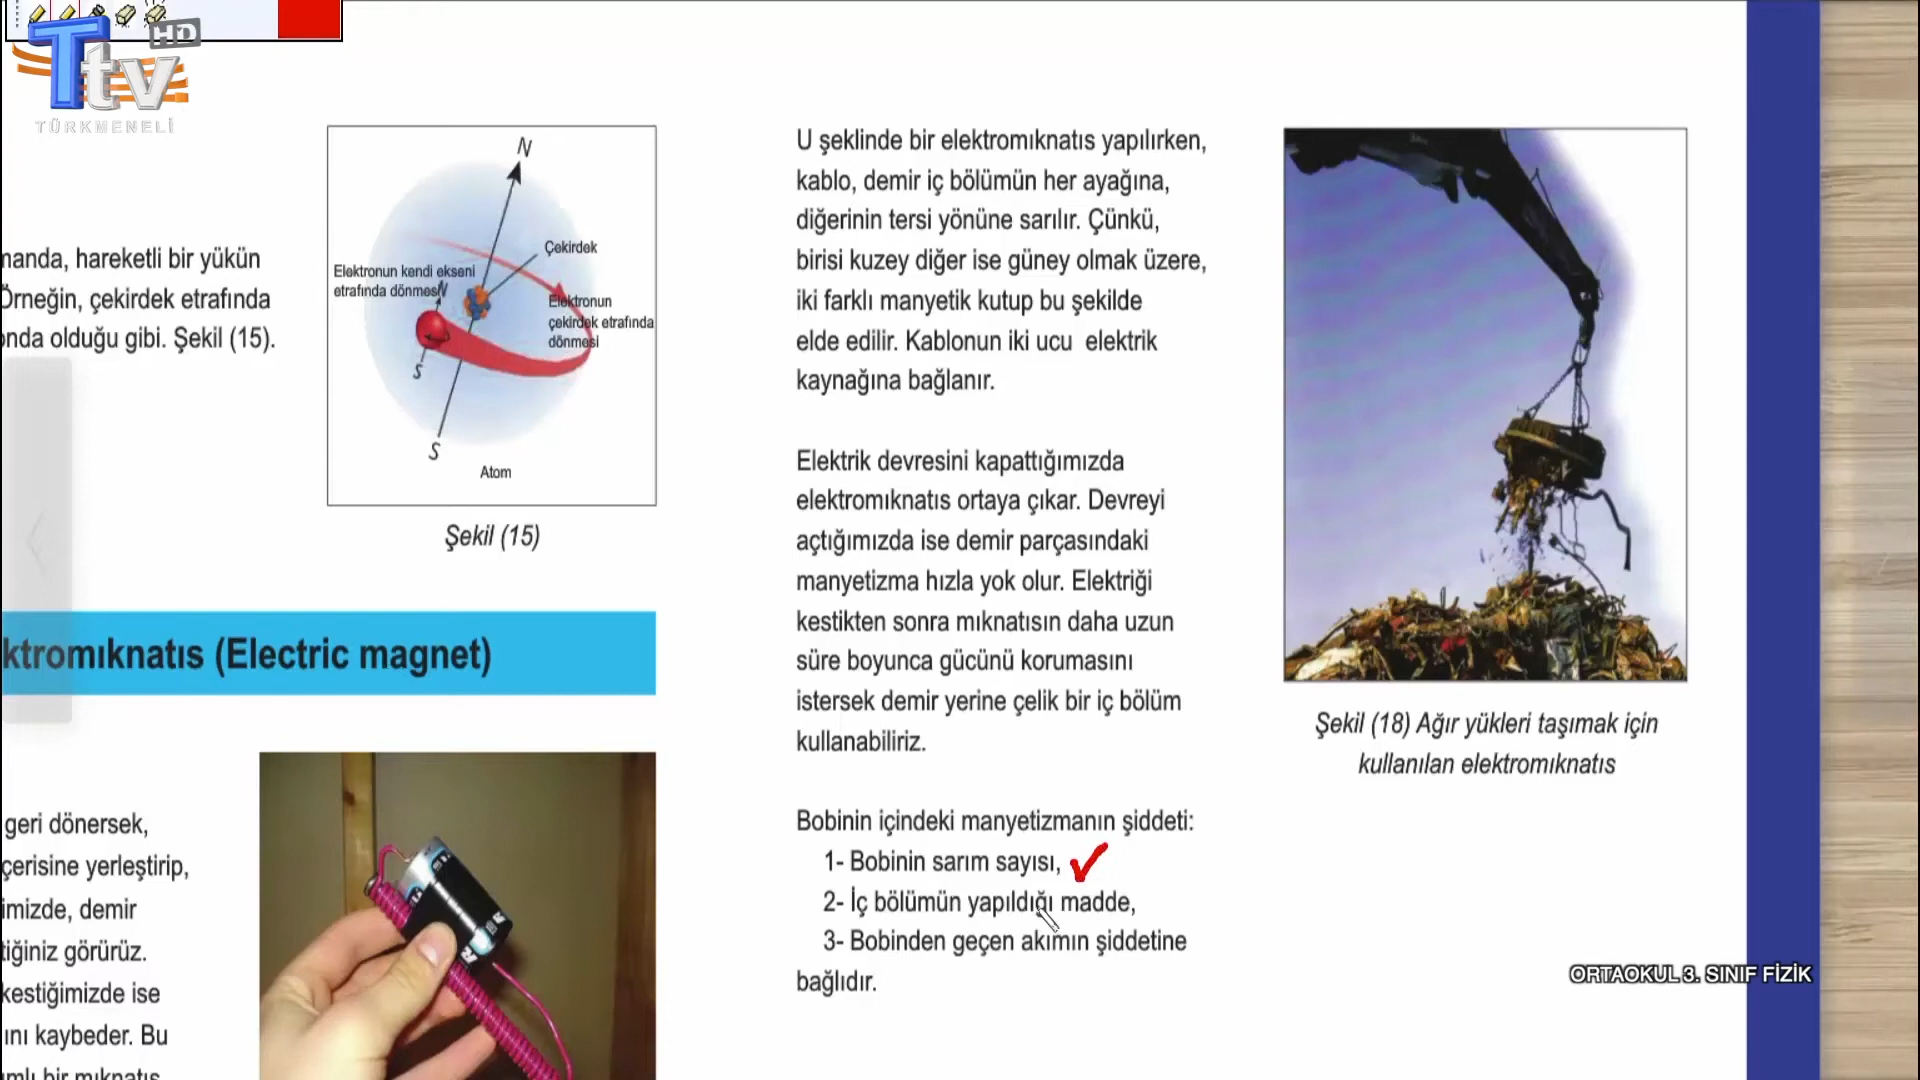 HD
Ttv
TÜRKMENELİ
manda, hareketli bir yükün
Örneğin, çekirdek etrafında
onda olduğu gibi. Şekil (15).
N
Çekirdek
Elektronun kendi ekseni
etrafında dönmesi
N
Elektronun
çekirdek etrafında
dönmesi
S
S
Atom
Şekil (15)
ktromıknatıs (Electric magnet)
geri dönersek,
çerisine yerleştirip,
imizde, demir
tiğiniz görürüz.
kestiğimizde ise
ını kaybeder. Bu
mlı bir mıknatıs
U şeklinde bir elektromıknatıs yapılırken,
kablo, demir iç bölümün her ayağına,
diğerinin tersi yönüne sarılır. Çünkü,
birisi kuzey diğer ise güney olmak üzere,
iki farklı manyetik kutup bu şekilde
elde edilir. Kablonun iki ucu elektrik
kaynağına bağlanır.
Elektrik devresini kapattığımızda
elektromıknatıs ortaya çıkar. Devreyi
açtığımızda ise demir parçasındaki
manyetizma hızla yok olur. Elektriği
kestikten sonra mıknatısın daha uzun
süre boyunca gücünü korumasını
istersek demir yerine çelik bir iç bölüm
kullanabiliriz.
Bobinin içindeki manyetizmanın şiddeti:
1- Bobinin sarım sayısı,
2- İç bölümün yapıldığı madde,
3- Bobinden geçen akımın şiddetine
bağlıdır.
Şekil (18) Ağır yükleri taşımak için
kullanılan elektromıknatıs
ORTAOKUL 3. SINIF FİZİK